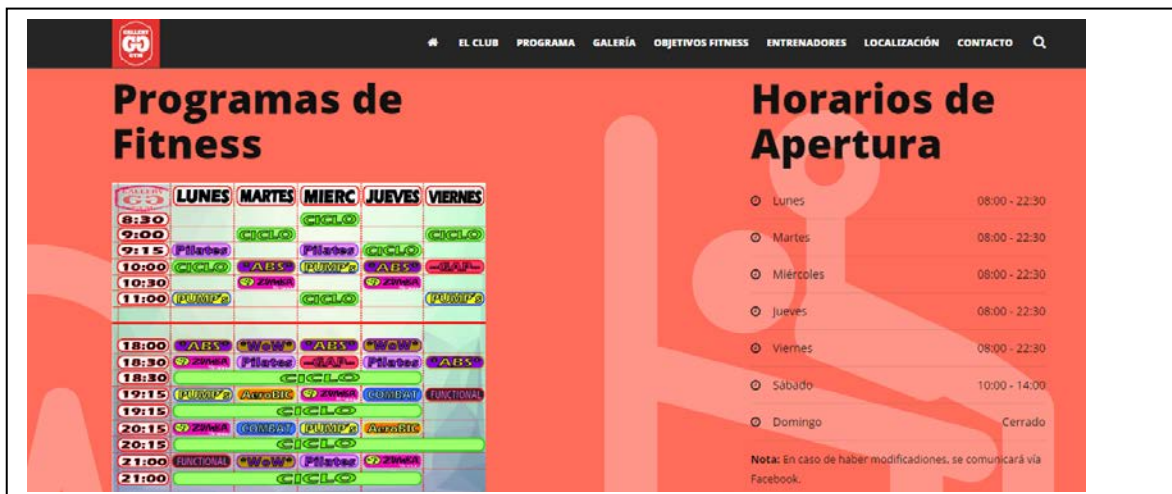 GALLERY GYM
EL CLUB PROGRAMA GALERÍA OBJETIVOS FITNESS ENTRENADORES LOCALIZACIÓN CONTACTO
Programas de
Fitness
LUNES MARTES MIERC JUEVES VIERNES
8:30 CICLO
9:00 CICLO CICLO
9:15 Pilates Pilates CICLO
10:00 CICLO "ABS" PUMP's "ABS" -GAP-
10:30 ZUMBA ZUMBA
11:00 PUMP's CICLO PUMP's
18:00 "ABS" "WoW" "ABS" "WoW"
18:30 ZUMBA Pilates -GAP- Pilates "ABS"
18:30 CICLO
19:15 PUMP's AeroBIC ZUMBA COMBAT FUNCTIONAL
19:15 CICLO
20:15 ZUMBA COMBAT PUMP's AeroBIC
20:15 CICLO
21:00 FUNCTIONAL "WoW" Pilates ZUMBA
21:00 CICLO
Horarios de
Apertura
Lunes 08:00 - 22:30
Martes 08:00 - 22:30
Miércoles 08:00 - 22:30
Jueves 08:00 - 22:30
Viernes 08:00 - 22:30
Sábado 10:00 - 14:00
Domingo Cerrado
Nota: En caso de haber modificadiones, se comunicará vía
Facebook.